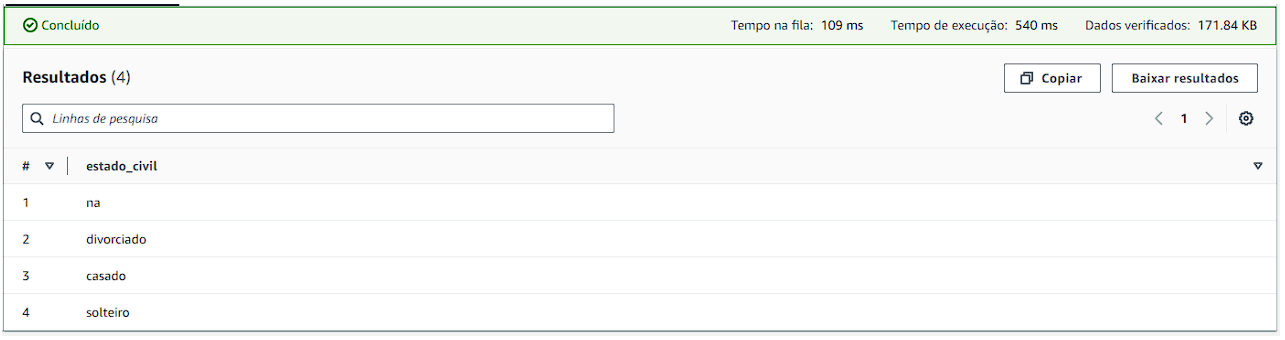 Concluído Tempo na fila: 109 ms Tempo de execução: 540 ms Dados verificados: 171.84 KB
Resultados (4) Copiar Baixar resultados
Linhas de pesquisa 1
# estado_civil
1 na
2 divorciado
3 casado
4 solteiro